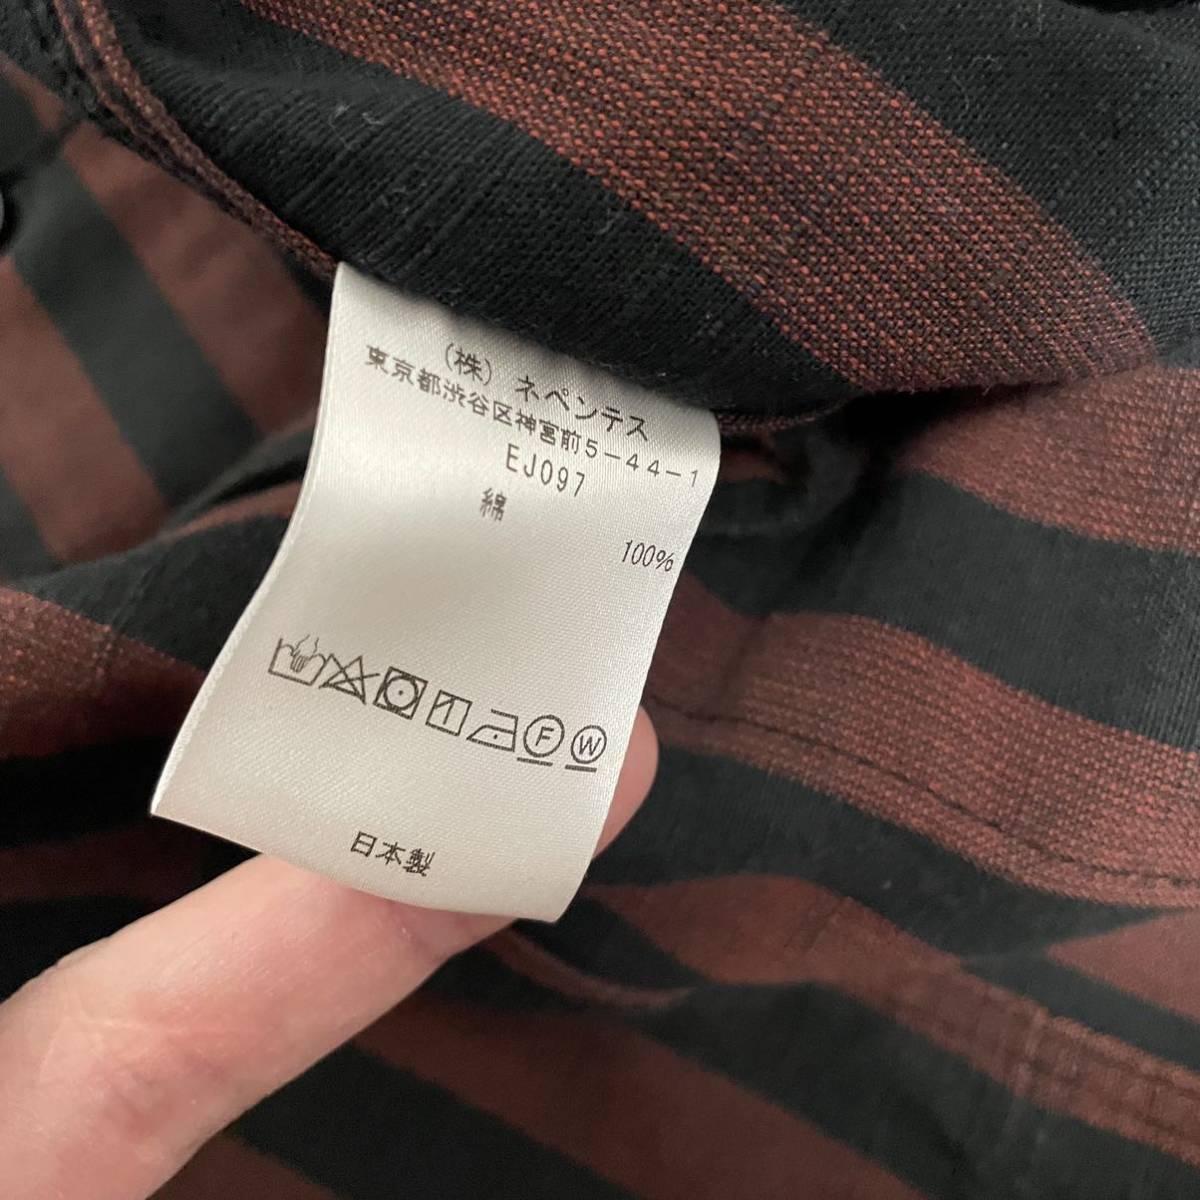 (株) ネペンテス
東京都渋谷区神宮前5-44-1
EJ097
綿
100%
F W
日本製